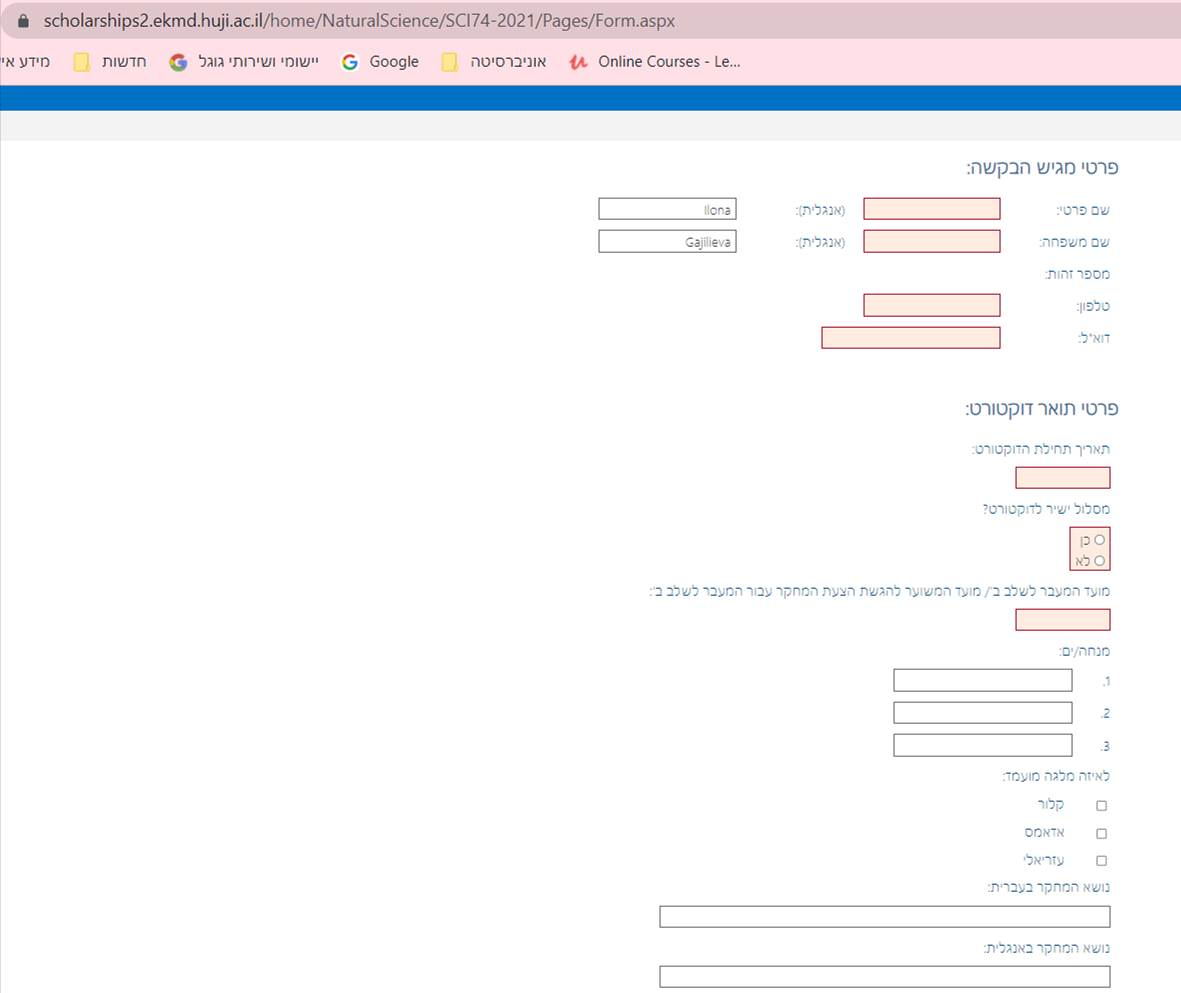 scholarships2.ekmd.huji.ac.il/home/NaturalScience/SCI74-2021/Pages/Form.aspx
מידע אי חדשות יישומי ושירותי גוגל Google אוניברסיטה Online Courses - Le...
פרטי מגיש הבקשה:
שם פרטי: (אנגלית): Ilona
שם משפחה: (אנגלית): Gajilieva
מספר זהות:
טלפון:
דוא"ל:
פרטי תואר דוקטורט:
תאריך תחילת הדוקטורט:
מסלול ישיר לדוקטורט?
כן
לא
מועד המעבר לשלב ב'/ מועד המשוער להגשת הצעת המחקר עבור המעבר לשלב ב':
מנחה/ים:
1.
2.
3.
לאיזה מלגה מועמד:
קלור
אדאמס
עזריאלי
נושא המחקר בעברית:
נושא המחקר באנגלית: